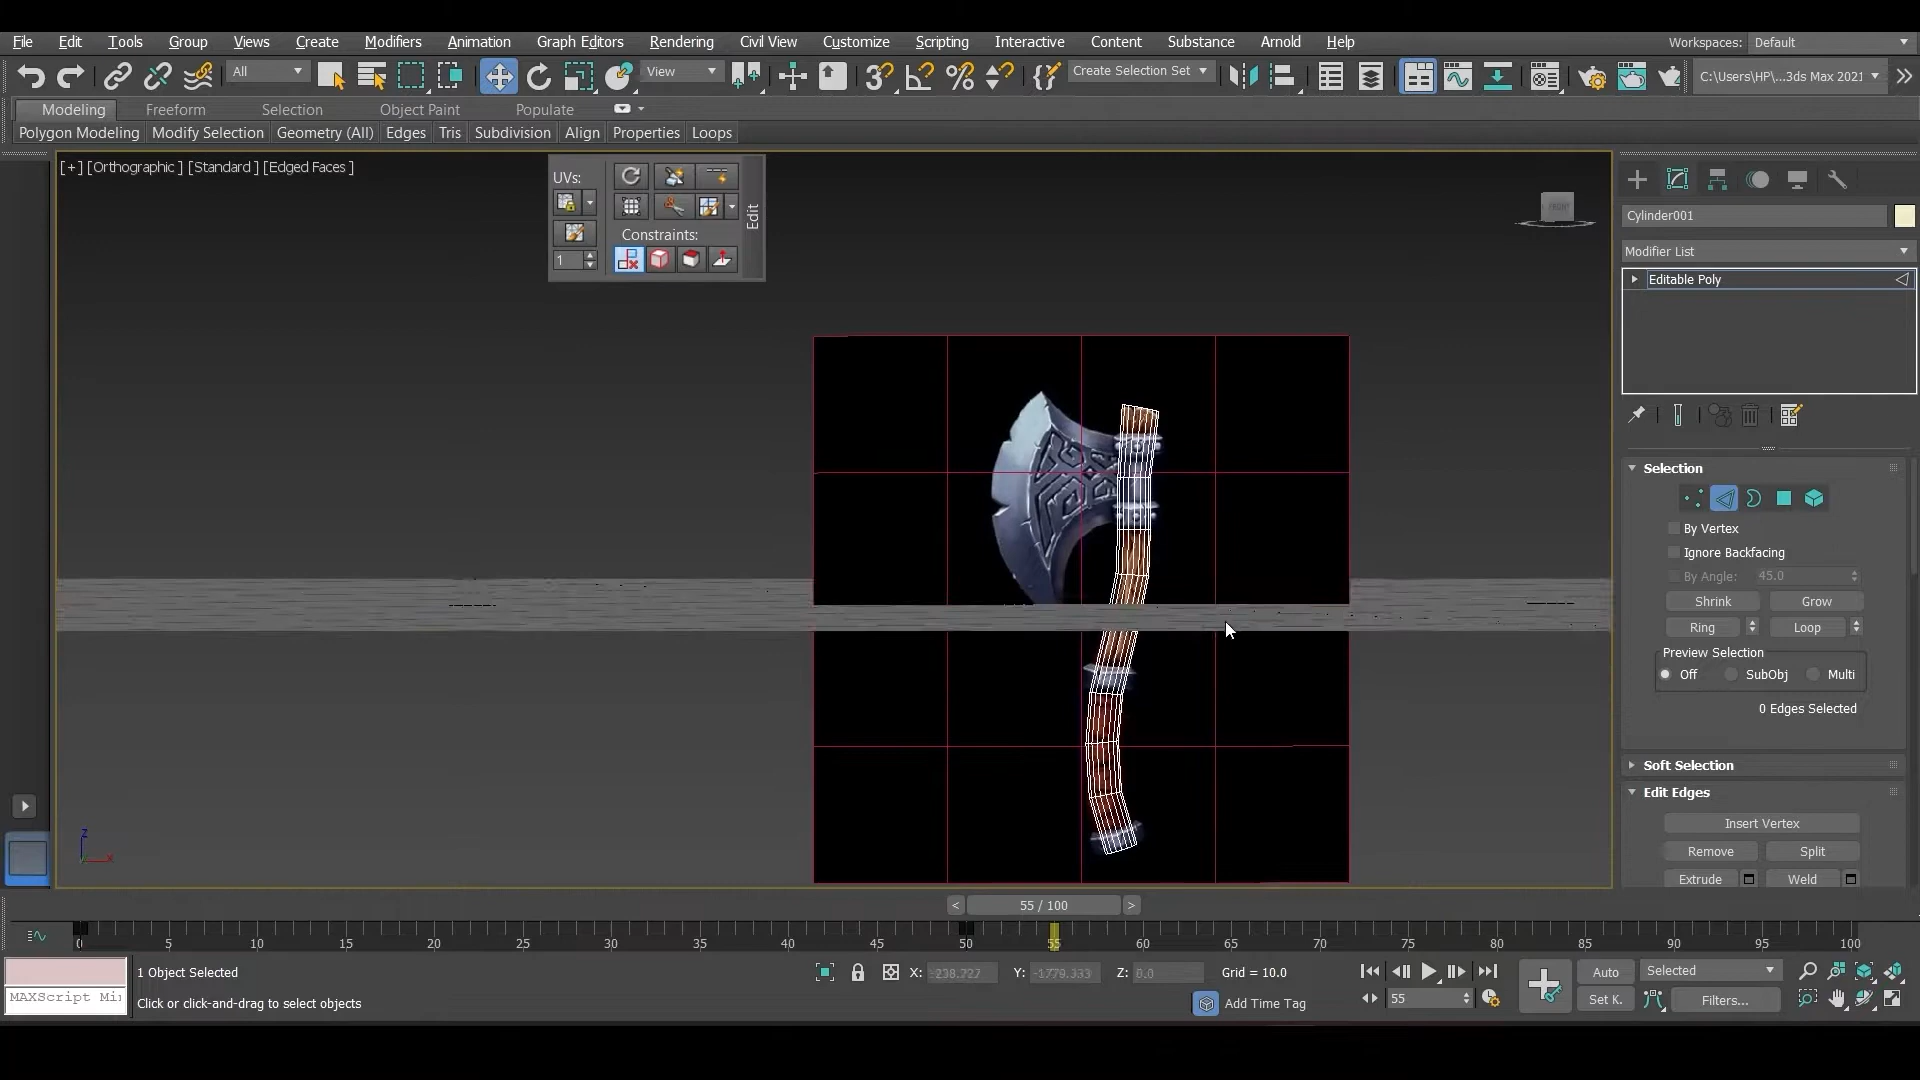 File Edit Tools Group Views Create Modifiers Animation Graph Editors Rendering Civil View Customize Scripting Interactive Content Substance Arnold Help Workspaces: Default
All View Create Selection Set C:\Users\HP\...3ds Max 2021
Modeling Freeform Selection Object Paint Populate
Polygon Modeling Modify Selection Geometry (All) Edges Tris Subdivision Align Properties Loops
[+] [Orthographic ] [Standard ] [Edged Faces ]
UVs:
Edit
Constraints:
1
FRONT
Cylinder001
Modifier List
Editable Poly
Selection
By Vertex
Ignore Backfacing
By Angle: 45.0
Shrink Grow
Ring Loop
Preview Selection
Off SubObj Multi
0 Edges Selected
Soft Selection
Edit Edges
Insert Vertex
Remove Split
Extrude Weld
z
x
< 55 / 100 >
0 5 10 15 20 25 30 35 40 45 50 55 60 65 70 75 80 85 90 95 100
1 Object Selected X: -238.727 Y: -1779.333 Z: 0.0 Grid = 10.0 Auto Selected
MAXScript Mi: Click or click-and-drag to select objects Add Time Tag 55 Set K. Filters...